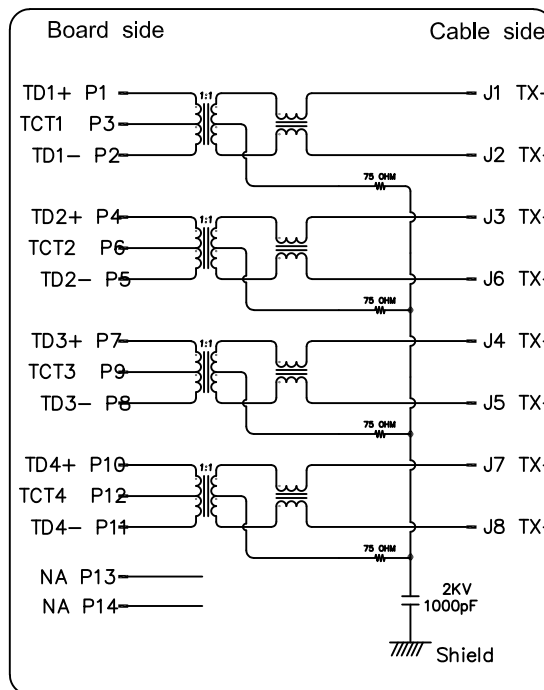 Board side
Cable side
TD1+ P1
1:1
J1 TX-
TCT1 P3
TD1- P2
J2 TX-
75 OHM
TD2+ P4
1:1
J3 TX-
TCT2 P6
TD2- P5
J6 TX-
75 OHM
TD3+ P7
1:1
J4 TX-
TCT3 P9
TD3- P8
J5 TX-
75 OHM
TD4+ P10
1:1
J7 TX-
TCT4 P12
TD4- P11
J8 TX-
75 OHM
NA P13
NA P14
2KV
1000pF
Shield